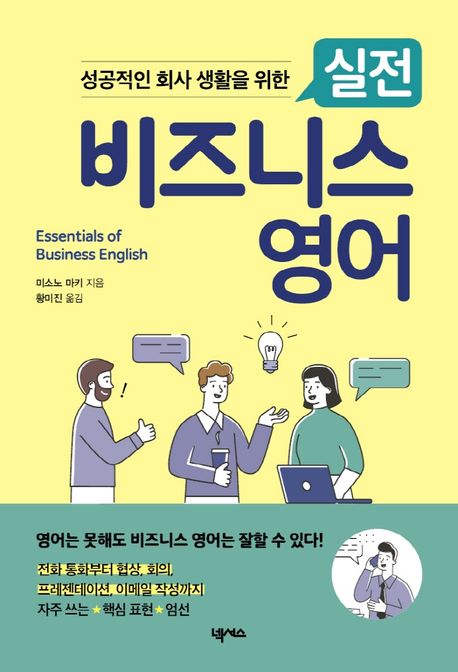 성공적인 회사 생활을 위한
실전
비즈니스
영어
Essentials of
Business English
미소노 마키 지음
황미진 옮김
!
영어는 못해도 비즈니스 영어는 잘할 수 있다!
전화 통화부터 협상, 회의,
프레젠테이션, 이메일 작성까지
자주 쓰는 ★ 핵심 표현 ★ 엄선
넥서스